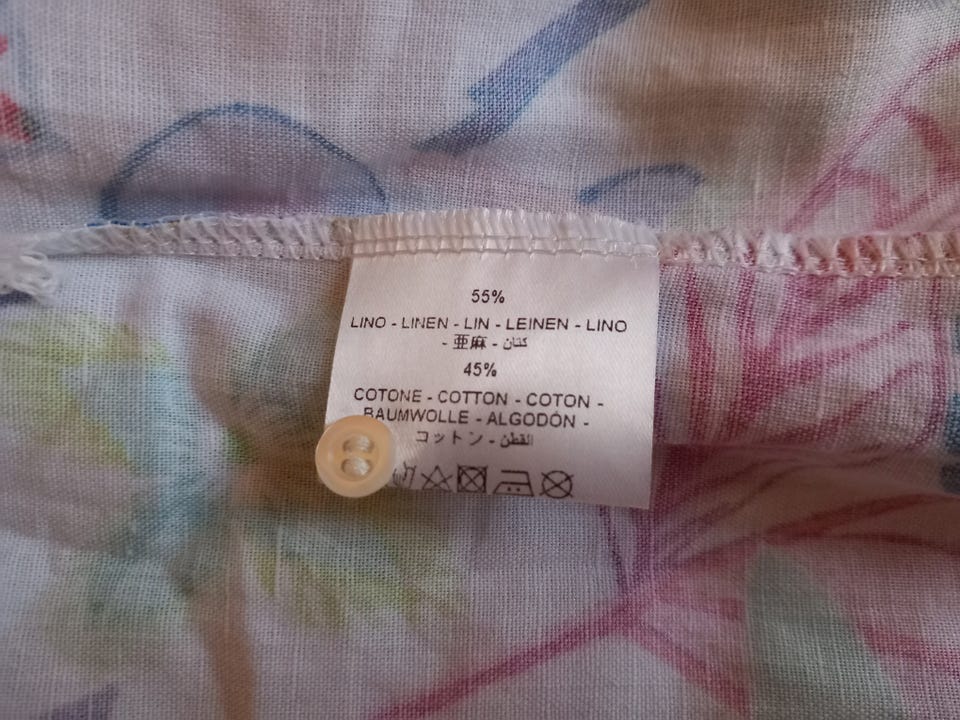 55%
LINO - LINEN - LIN - LEINEN - LINO
- 亜麻 - كتان
45%
COTONE - COTTON - COTON -
BAUMWOLLE - ALGODÓN -
コットン - القطن